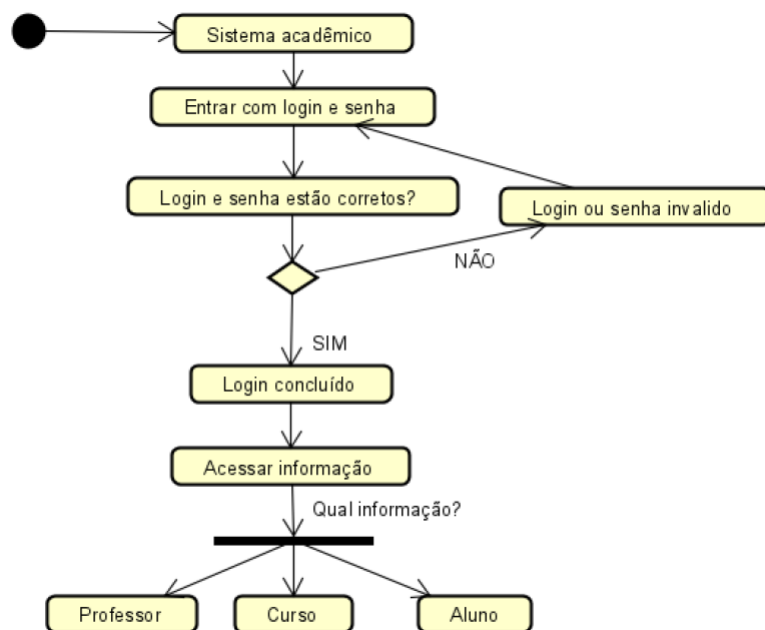 Sistema acadêmico
Entrar com login e senha
Login e senha estão corretos?
Login ou senha invalido
NÃO
SIM
Login concluído
Acessar informação
Qual informação?
Professor
Curso
Aluno